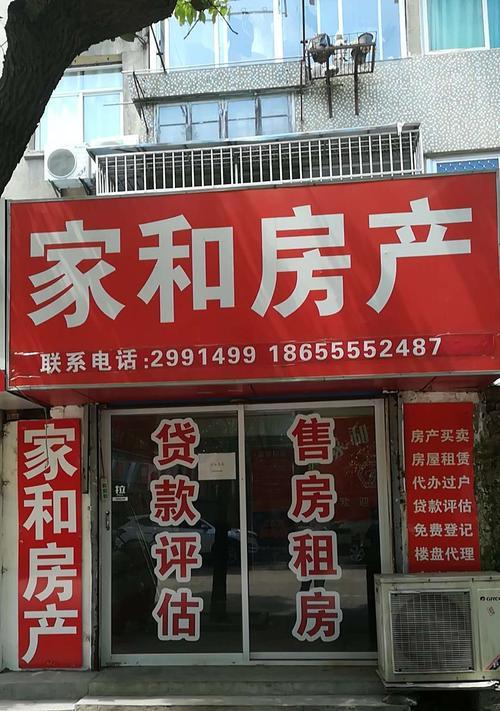 家和房产
联系电话:2991499 18655552487
家和房产
贷款评估
售房租房
拉
房产买卖
房屋租赁
代办过户
贷款评估
免费登记
楼盘代理